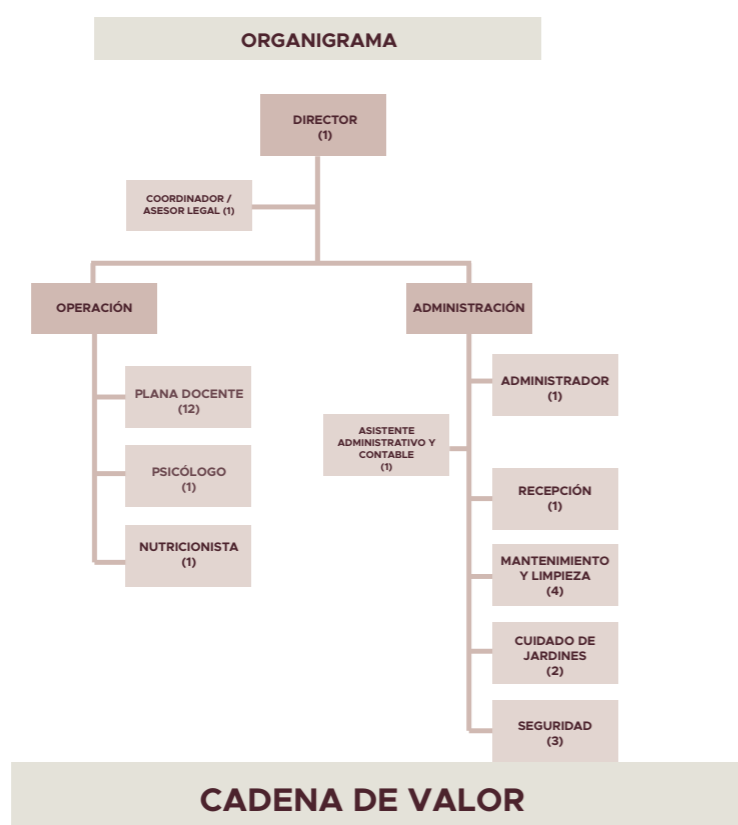 ORGANIGRAMA
DIRECTOR
(1)
COORDINADOR /
ASESOR LEGAL (1)
OPERACIÓN
ADMINISTRACIÓN
PLANA DOCENTE
(12)
PSICÓLOGO
(1)
NUTRICIONISTA
(1)
ADMINISTRADOR
(1)
ASISTENTE
ADMINISTRATIVO Y
CONTABLE
(1)
RECEPCIÓN
(1)
MANTENIMIENTO
Y LIMPIEZA
(4)
CUIDADO DE
JARDINES
(2)
SEGURIDAD
(3)
CADENA DE VALOR